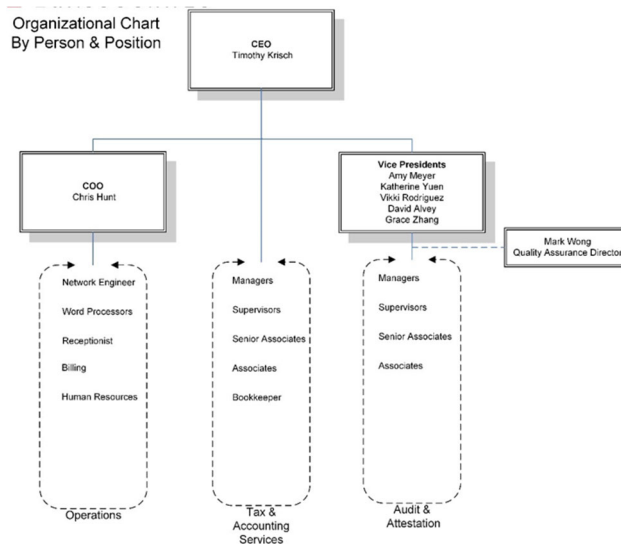 Organizational Chart
By Person & Position
CEO
Timothy Krisch
COO
Chris Hunt
Vice Presidents
Amy Meyer
Katherine Yuen
Vikki Rodriguez
David Alvey
Grace Zhang
Mark Wong
Quality Assurance Director
Network Engineer
Word Processors
Receptionist
Billing
Human Resources
Operations
Managers
Supervisors
Senior Associates
Associates
Bookkeeper
Tax &
Accounting
Services
Managers
Supervisors
Senior Associates
Associates
Audit &
Attestation